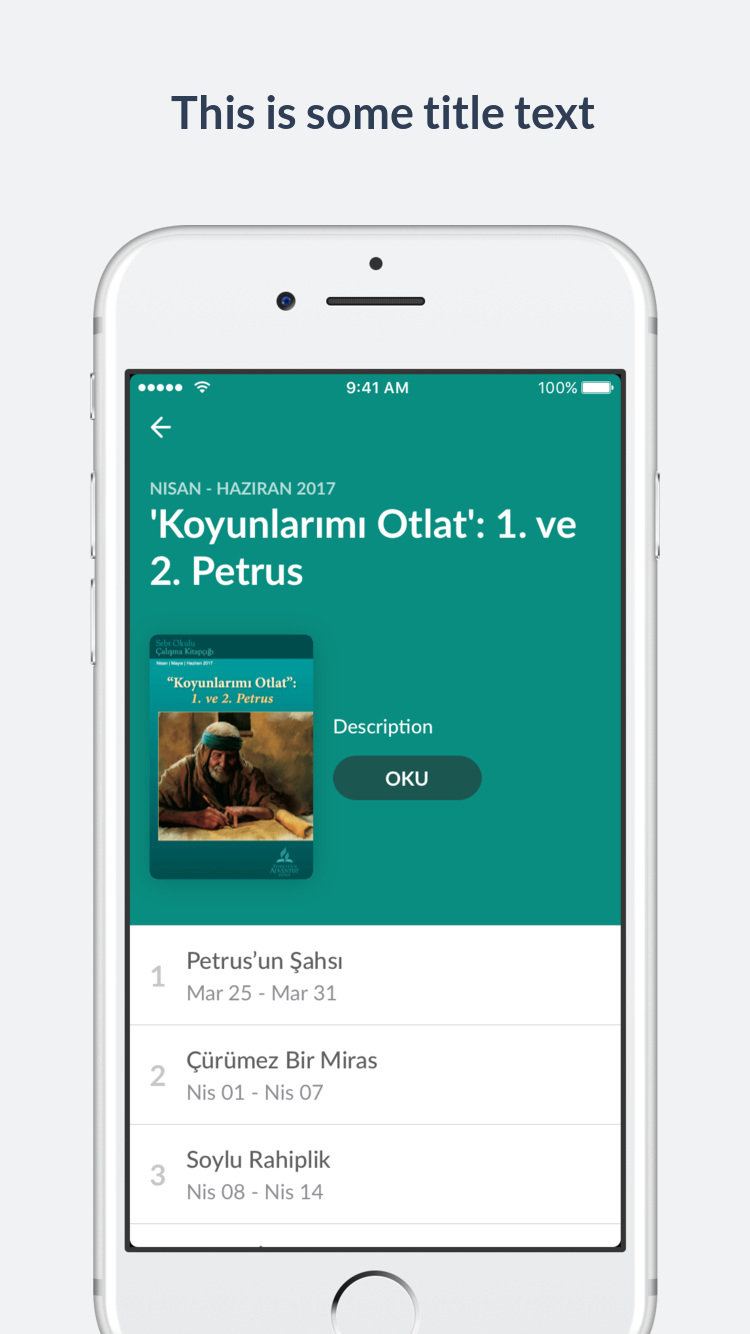 This is some title text
9:41 AM
100%
NISAN - HAZIRAN 2017
'Koyunlarımı Otlat': 1. ve
2. Petrus
Sebt Okulu
Çalışma Kitapçığı
Nisan | Mayıs | Haziran 2017
“Koyunlarımı Otlat”:
1. ve 2. Petrus
ADVENTIST
Description
OKU
1
Petrus’un Şahsı
Mar 25 - Mar 31
2
Çürümez Bir Miras
Nis 01 - Nis 07
3
Soylu Rahiplik
Nis 08 - Nis 14